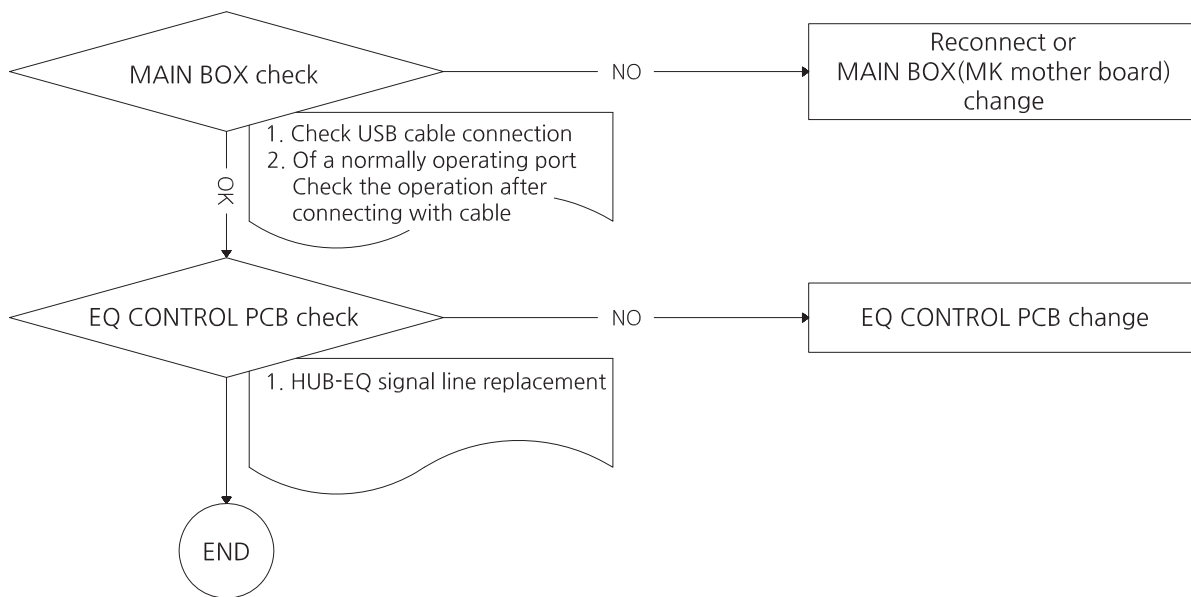 MAIN BOX check
NO
Reconnect or
MAIN BOX(MK mother board)
change
1. Check USB cable connection
2. Of a normally operating port
Check the operation after
connecting with cable
OK
EQ CONTROL PCB check
NO
EQ CONTROL PCB change
1. HUB-EQ signal line replacement
END